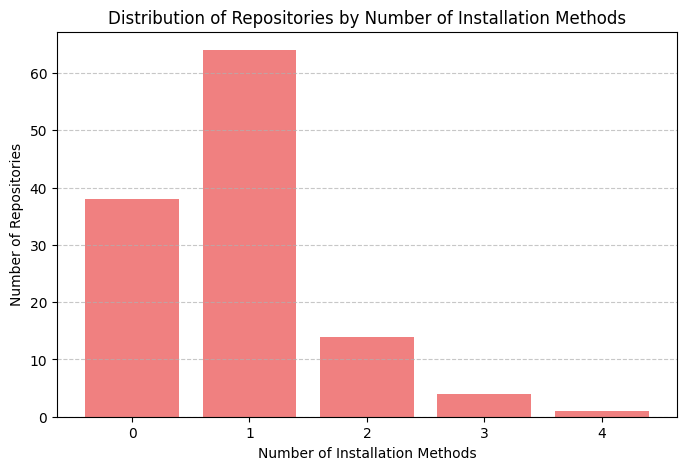 Distribution of Repositories by Number of Installation Methods
Number of Repositories
60
50
40
30
20
10
0
0 1 2 3 4
Number of Installation Methods